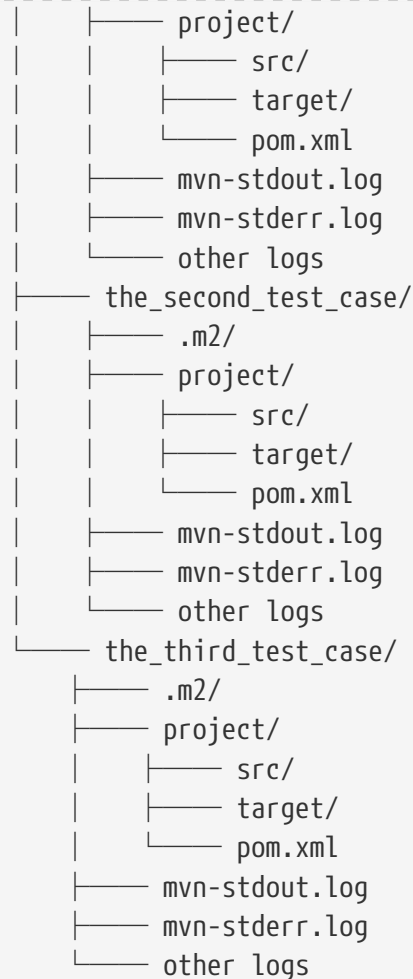 │       ├──── project/
│       │       ├──── src/
│       │       ├──── target/
│       │       └──── pom.xml
│       ├──── mvn-stdout.log
│       ├──── mvn-stderr.log
│       └──── other logs
├──── the_second_test_case/
│       ├──── .m2/
│       ├──── project/
│       │       ├──── src/
│       │       ├──── target/
│       │       └──── pom.xml
│       ├──── mvn-stdout.log
│       ├──── mvn-stderr.log
│       └──── other logs
└──── the_third_test_case/
        ├──── .m2/
        ├──── project/
        │       ├──── src/
        │       ├──── target/
        │       └──── pom.xml
        ├──── mvn-stdout.log
        ├──── mvn-stderr.log
        └──── other logs